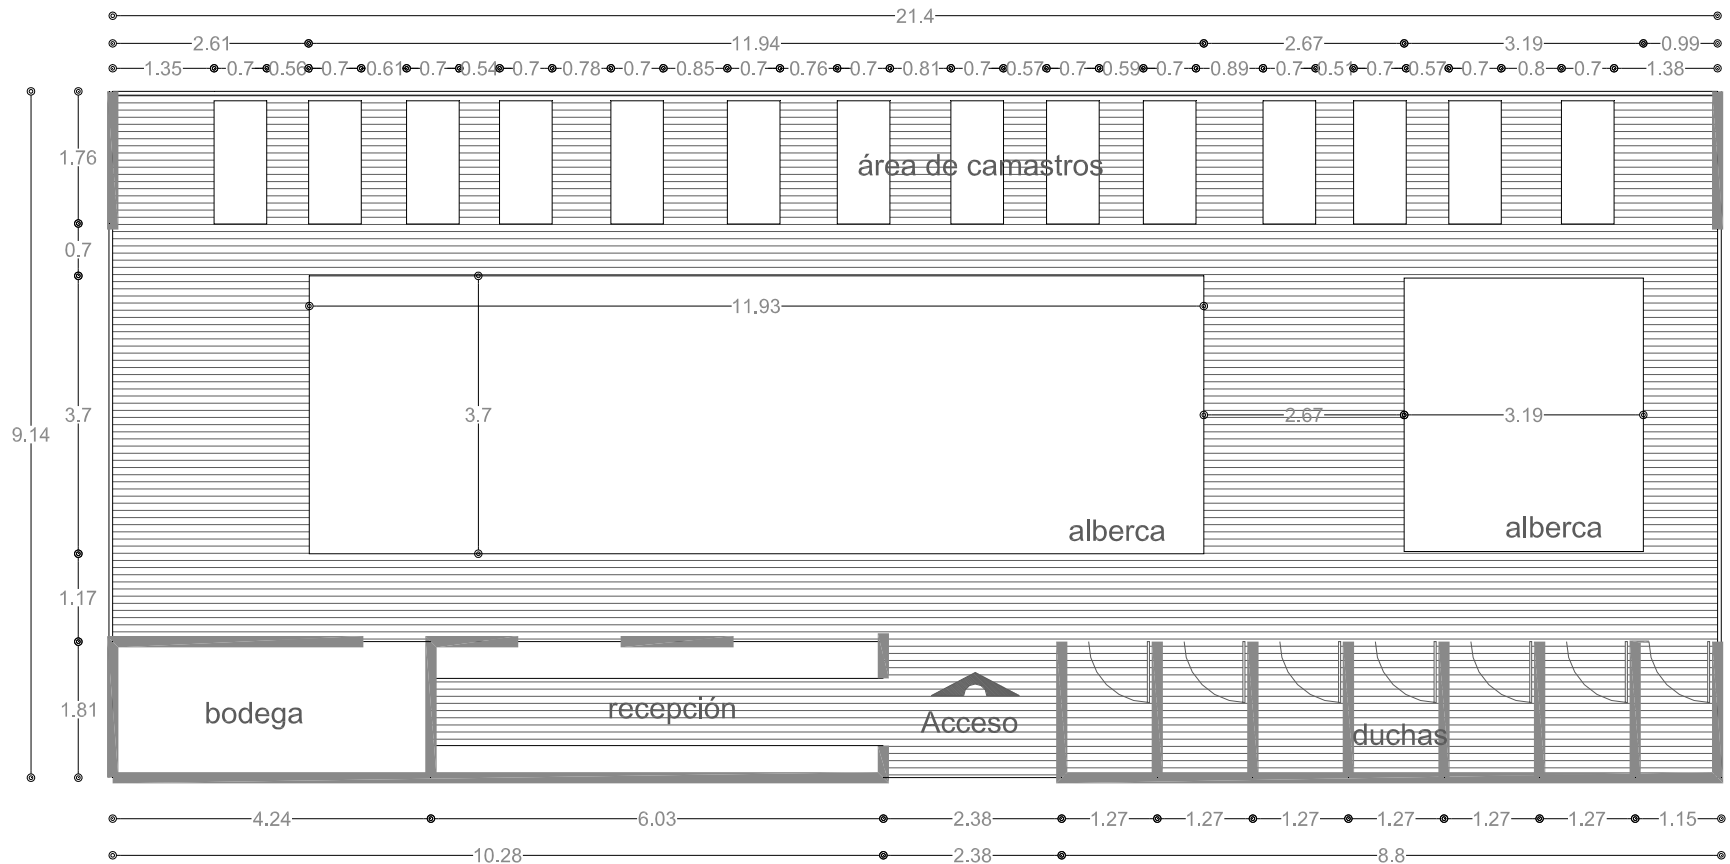 21.4
2.61 11.94 2.67 3.19 0.99
1.35 0.7 0.56 0.7 0.61 0.7 0.54 0.7 0.78 0.7 0.85 0.7 0.76 0.7 0.81 0.7 0.57 0.7 0.59 0.7 0.89 0.7 0.51 0.7 0.57 0.7 0.8 0.7 1.38
1.76
área de camastros
0.7
11.93
3.7
3.7
2.67
3.19
9.14
alberca
alberca
1.17
1.81
bodega
recepción
Acceso
duchas
4.24 6.03 2.38 1.27 1.27 1.27 1.27 1.27 1.27 1.15
10.28 2.38 8.8